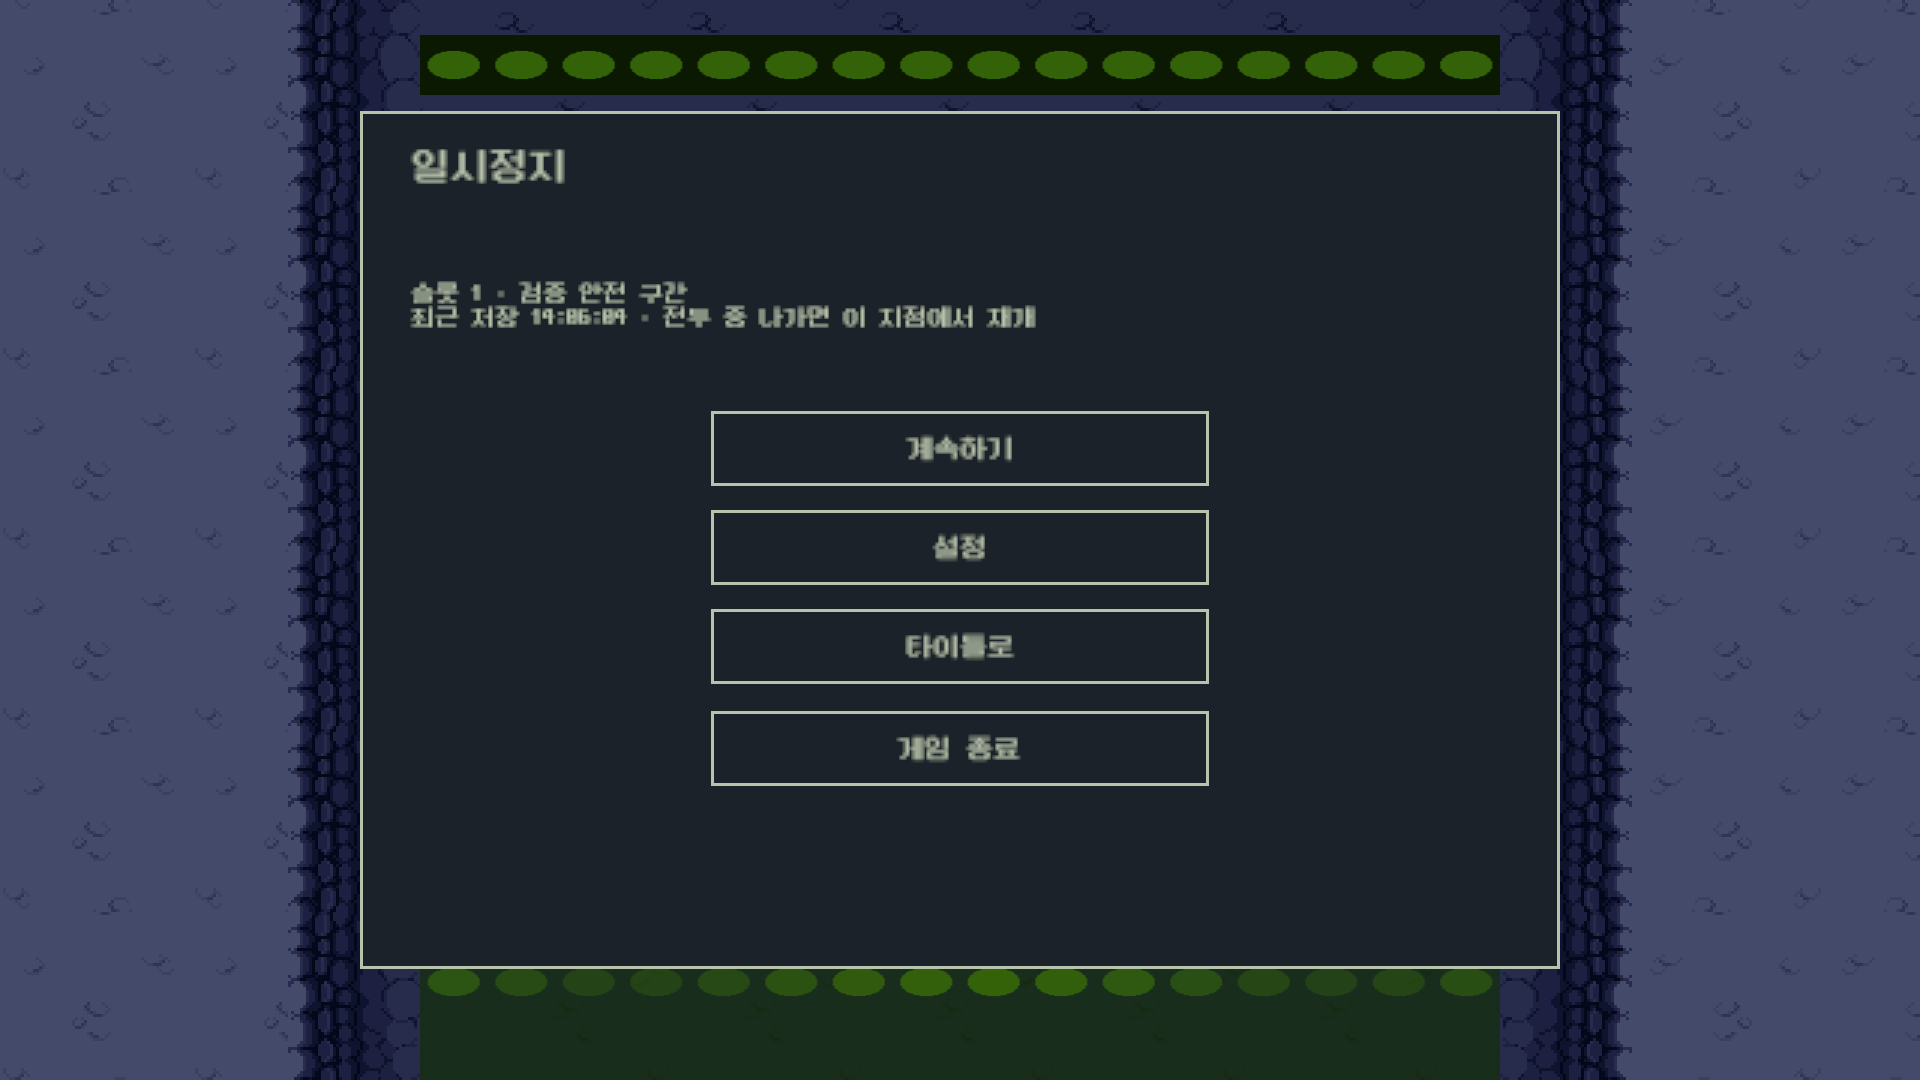 일시정지
슬롯 1 · 검증 안전 구간
최근 저장 14:06:04 · 전투 중 나가면 이 지점에서 재개
계속하기
설정
타이틀로
게임 종료